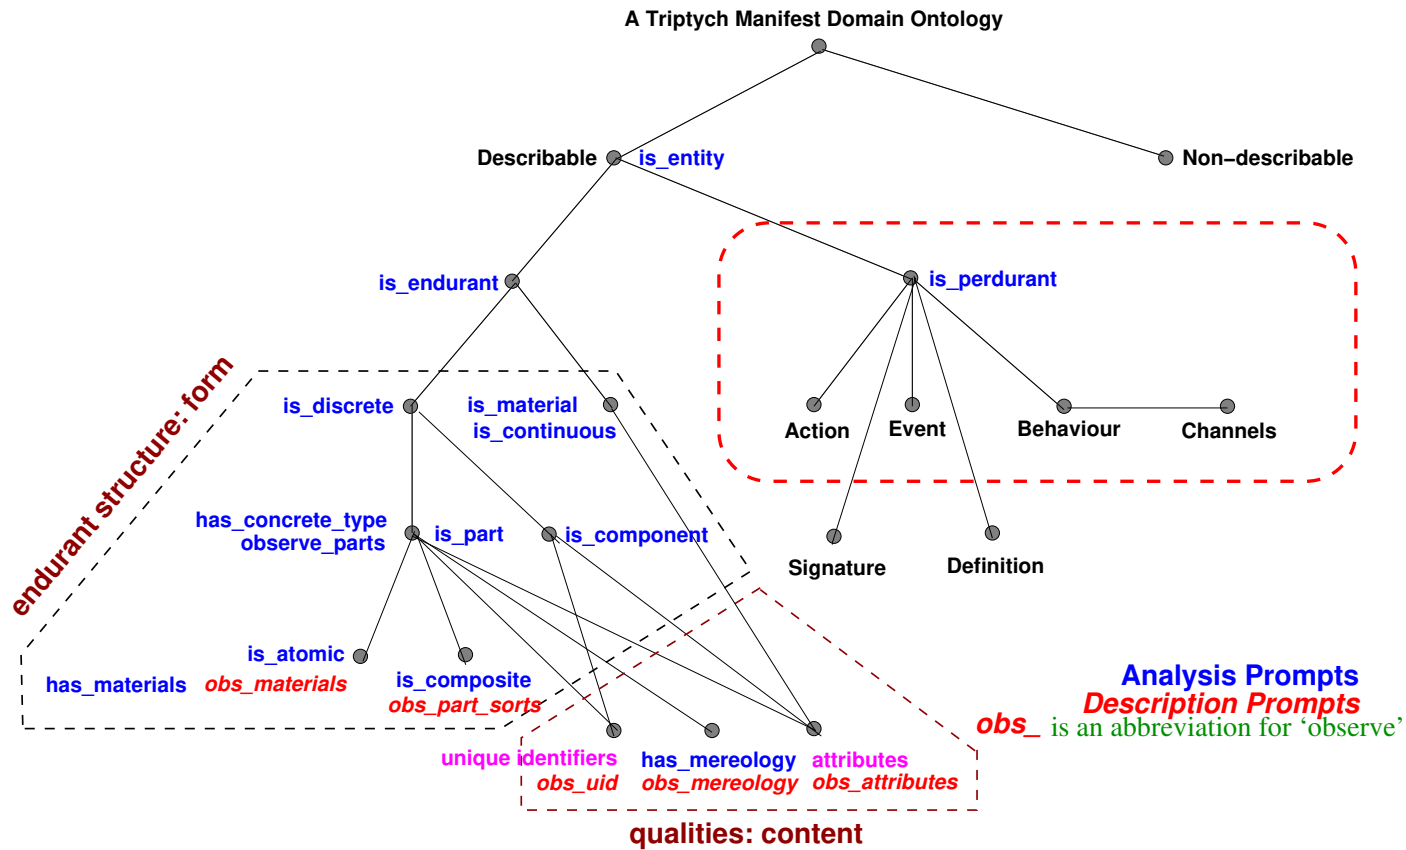 A Triptych Manifest Domain Ontology
Describable
is_entity
Non−describable
is_endurant
is_perdurant
endurant structure: form
is_discrete
is_material
is_continuous
Action
Event
Behaviour
Channels
has_concrete_type
observe_parts
is_part
is_component
Signature
Definition
is_atomic
has_materials
obs_materials
is_composite
obs_part_sorts
Analysis Prompts
Description Prompts
obs_ is an abbreviation for ‘observe’
unique identifiers
has_mereology
attributes
obs_uid
obs_mereology
obs_attributes
qualities: content